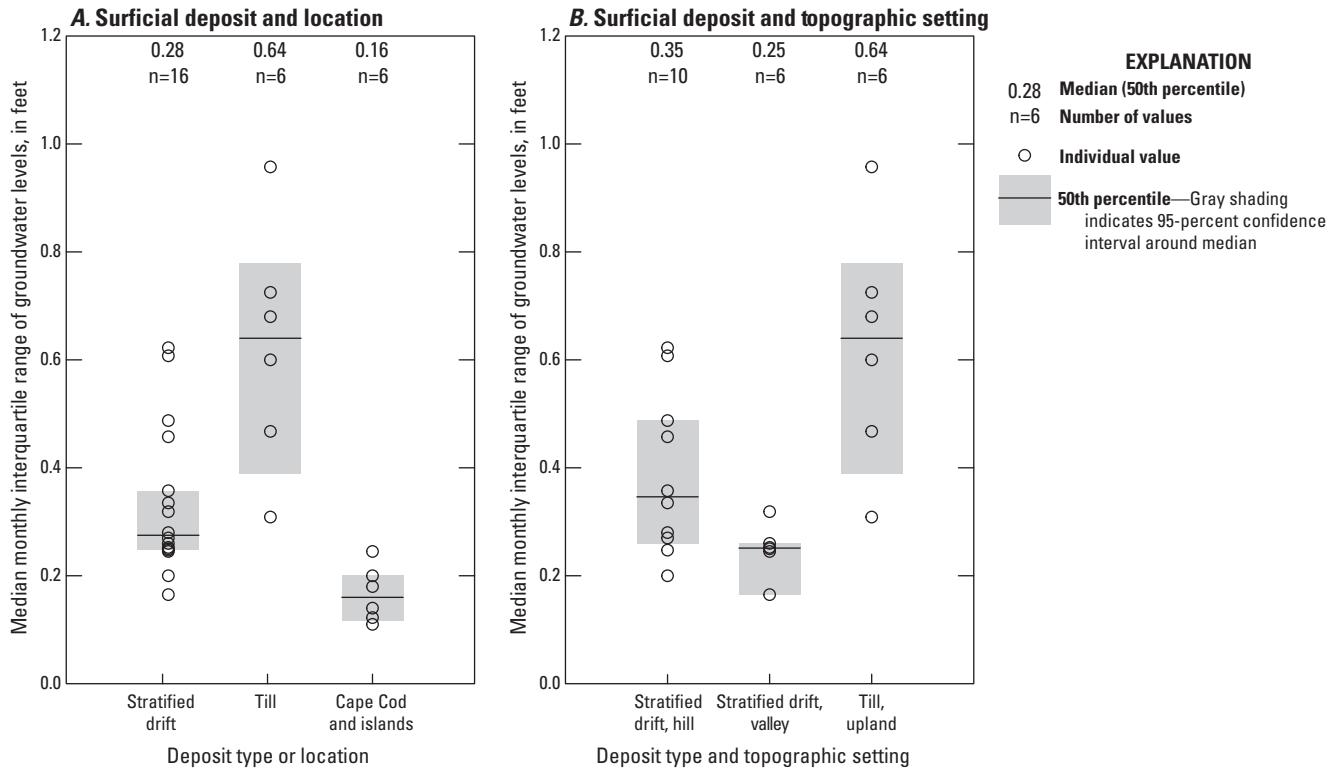 A. Surficial deposit and location
Median monthly interquartile range of groundwater levels, in feet
1.2
1.0
0.8
0.6
0.4
0.2
0.0
0.28
n=16
0.64
n=6
0.16
n=6
Stratified
drift
Till
Cape Cod
and islands
Deposit type or location
B. Surficial deposit and topographic setting
Median monthly interquartile range of groundwater levels, in feet
1.2
1.0
0.8
0.6
0.4
0.2
0.0
0.35
n=10
0.25
n=6
0.64
n=6
Stratified
drift, hill
Stratified drift,
valley
Till,
upland
Deposit type and topographic setting
EXPLANATION
0.28 Median (50th percentile)
n=6 Number of values
Individual value
50th percentile—Gray shading
indicates 95-percent confidence
interval around median